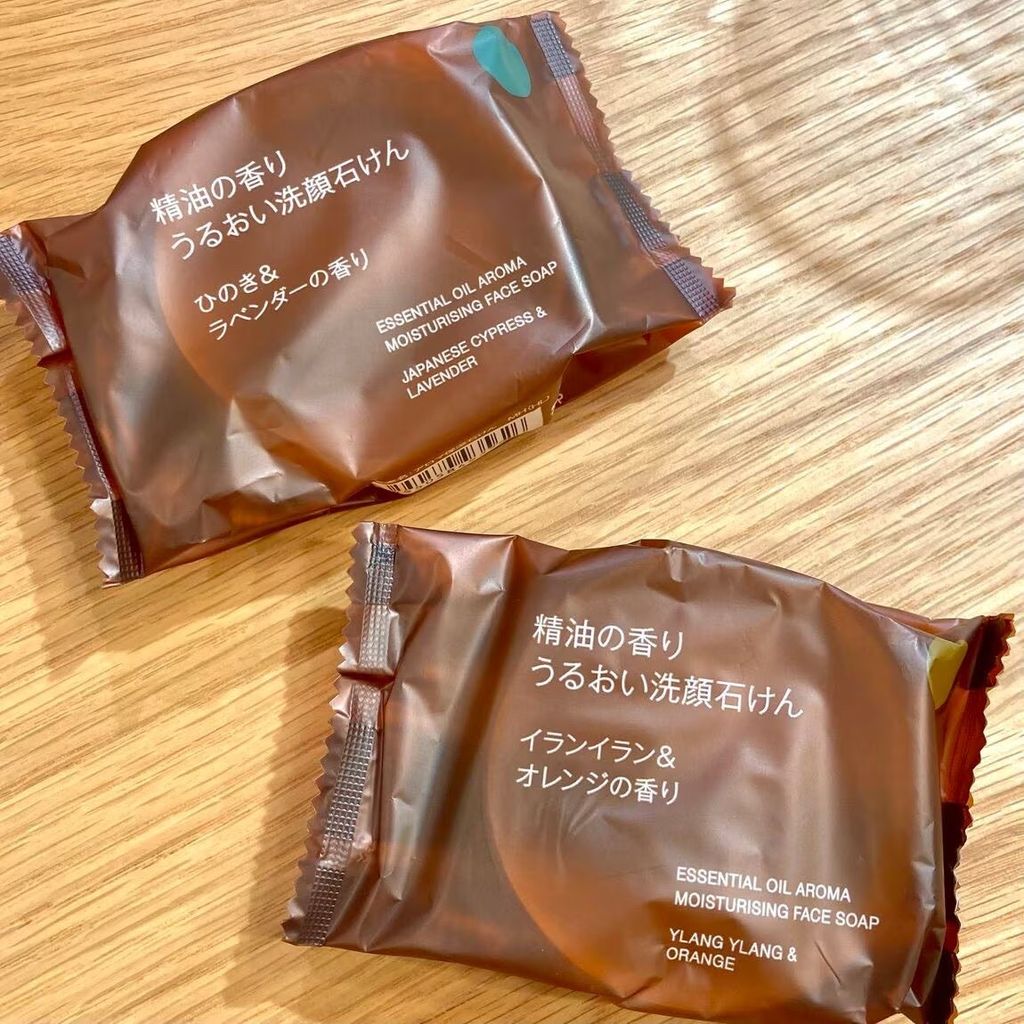 精油の香り
うるおい洗顔石けん
ひのき&
ラベンダーの香り
ESSENTIAL OIL AROMA
MOISTURISING FACE SOAP
JAPANESE CYPRESS &
LAVENDER
精油の香り
うるおい洗顔石けん
イランイラン&
オレンジの香り
ESSENTIAL OIL AROMA
MOISTURISING FACE SOAP
YLANG YLANG &
ORANGE